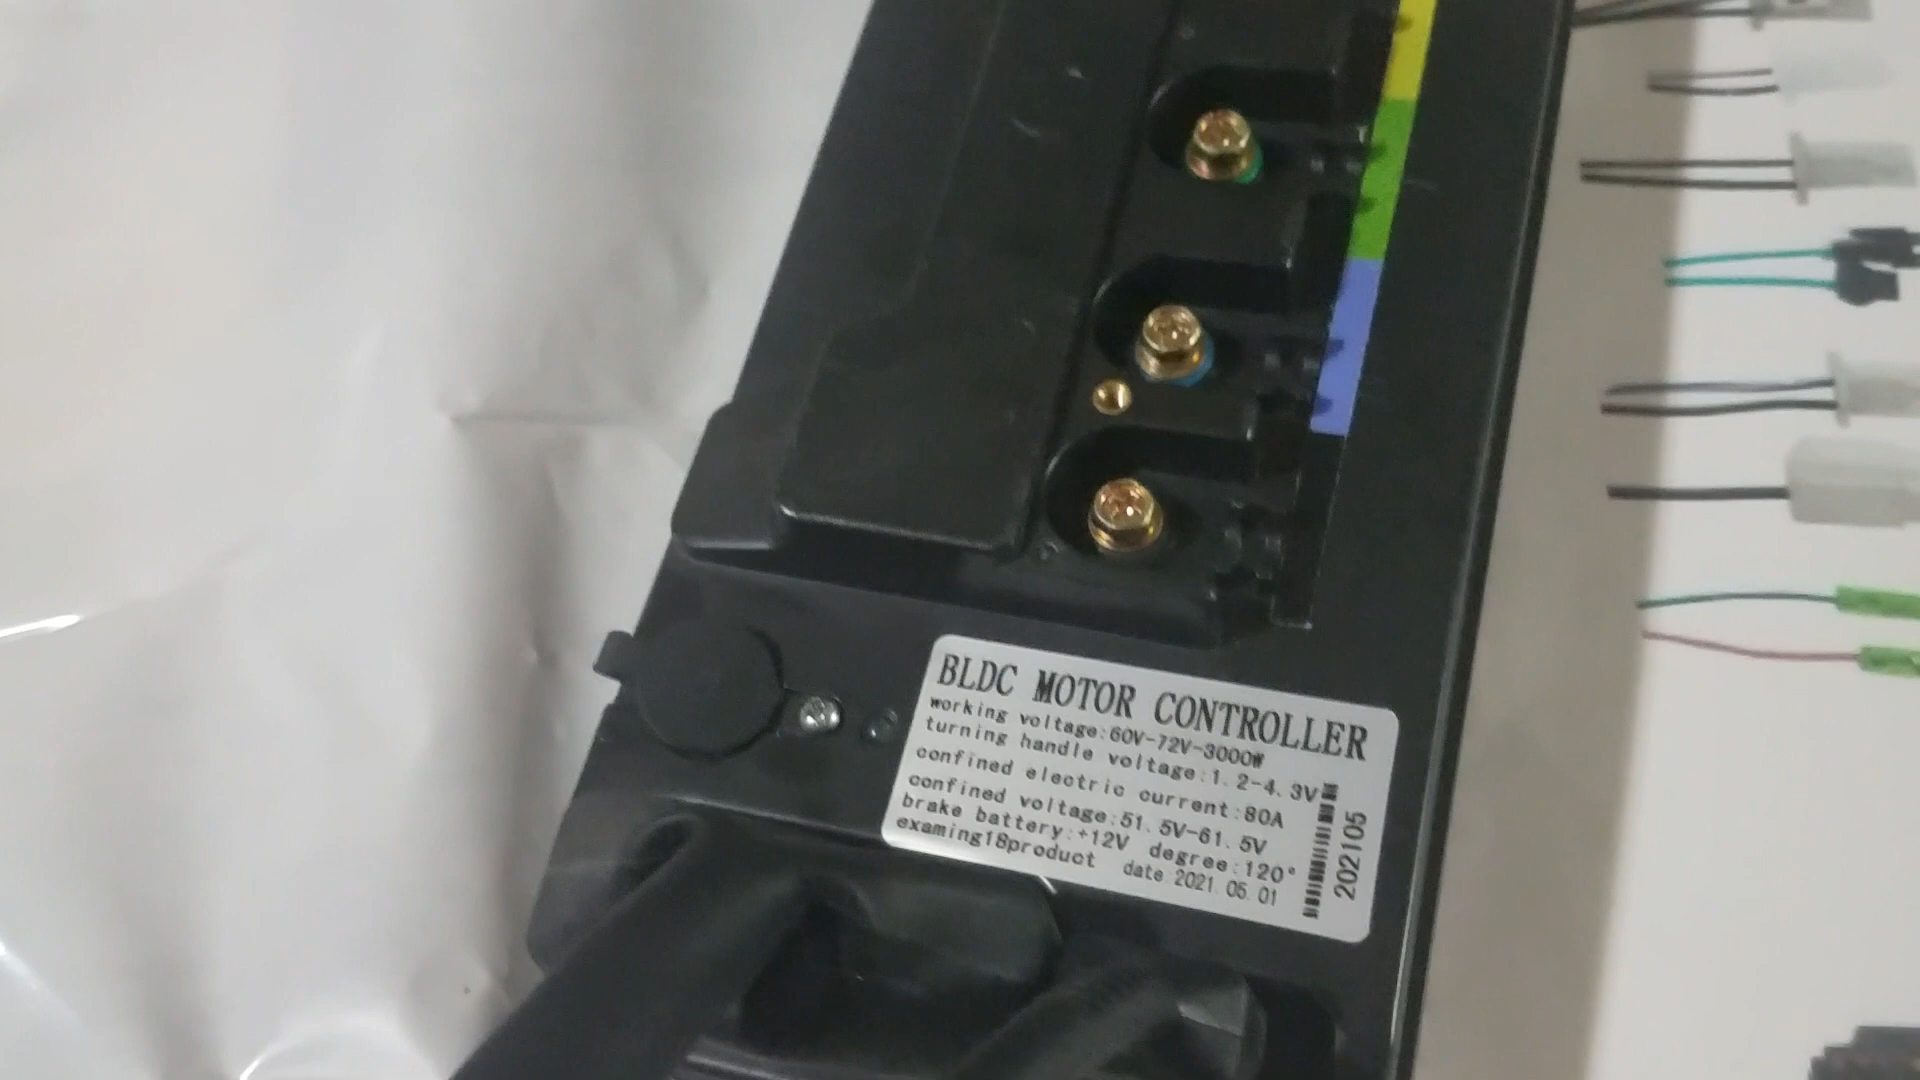 BLDC MOTOR CONTROLLER
working voltage:60V-72V-3000W
turning handle voltage:1.2-4.3V
confined electric current:80A
confined voltage:51.5V-61.5V
brake battery:+12V degree:120°
examing18product date:2021.05.01
202105